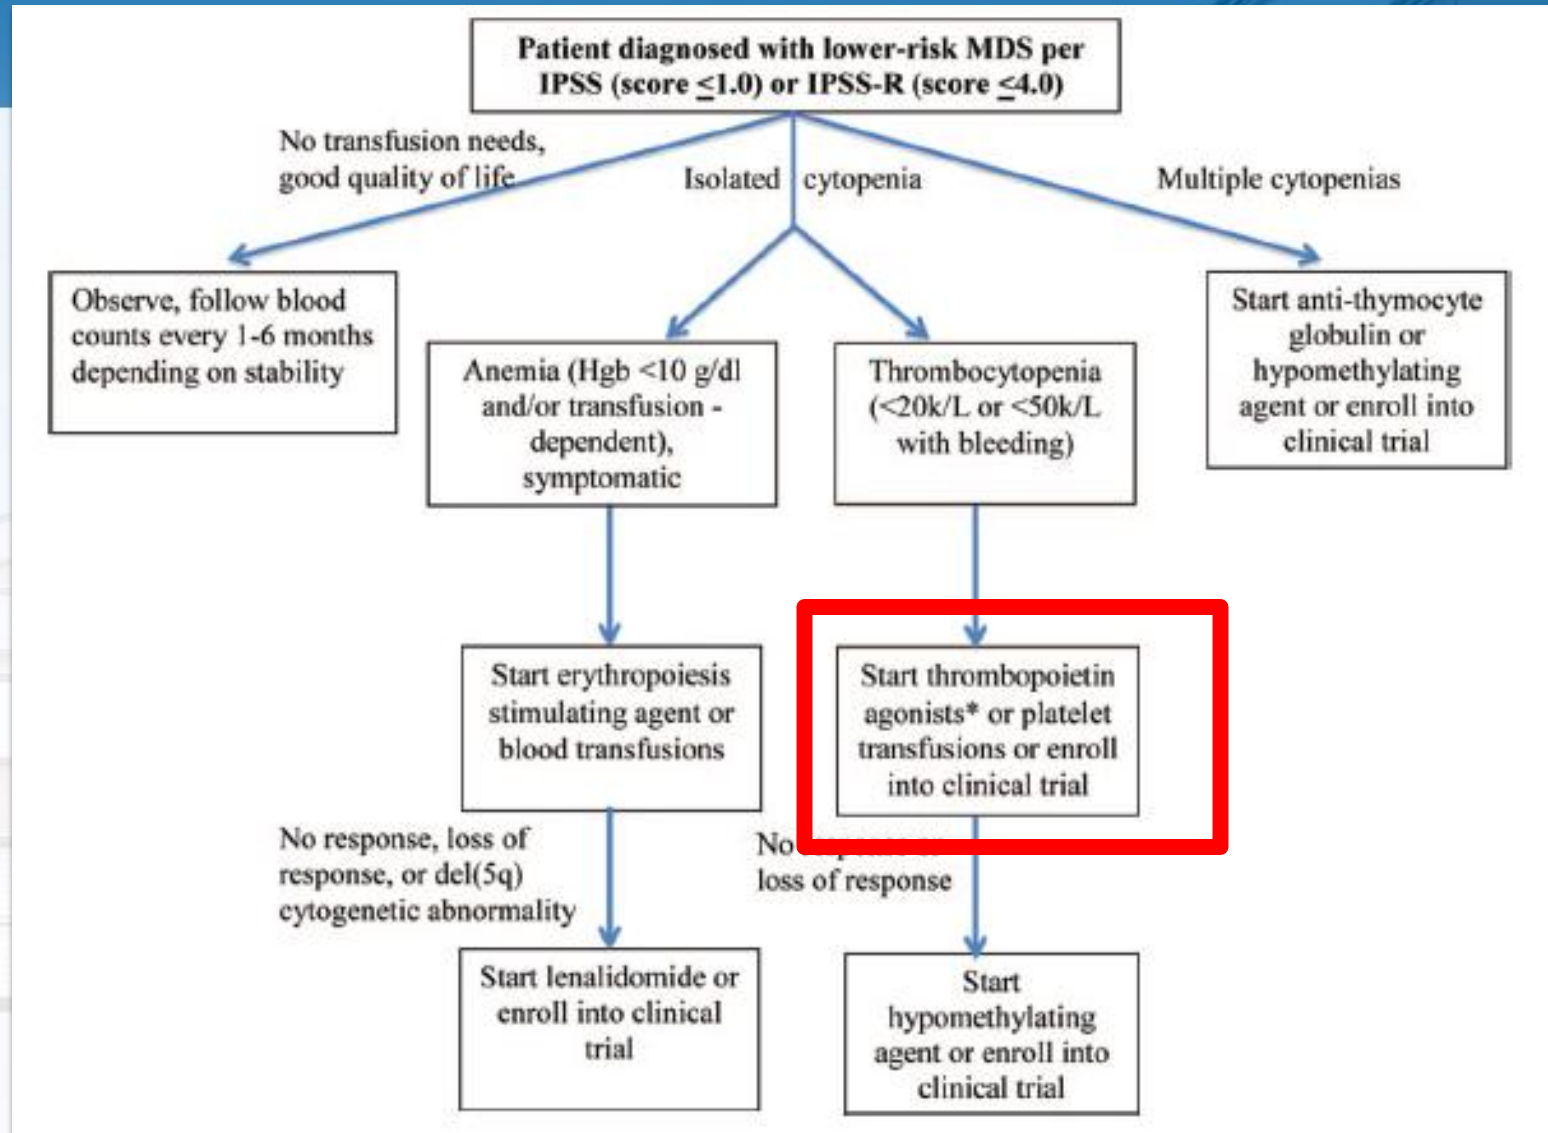 Patient diagnosed with lower-risk MDS per
IPSS (score ≤1.0) or IPSS-R (score ≤4.0)
No transfusion needs,
good quality of life
Isolated cytopenia
Multiple cytopenias
Observe, follow blood
counts every 1-6 months
depending on stability
Anemia (Hgb <10 g/dl
and/or transfusion -
dependent),
symptomatic
Thrombocytopenia
(<20k/L or <50k/L
with bleeding)
Start anti-thymocyte
globulin or
hypomethylating
agent or enroll into
clinical trial
Start erythropoiesis
stimulating agent or
blood transfusions
Start thrombopoietin
agonists* or platelet
transfusions or enroll
into clinical trial
No response, loss of
response, or del(5q)
cytogenetic abnormality
No
loss of response
Start lenalidomide or
enroll into clinical
trial
Start
hypomethylating
agent or enroll into
clinical trial